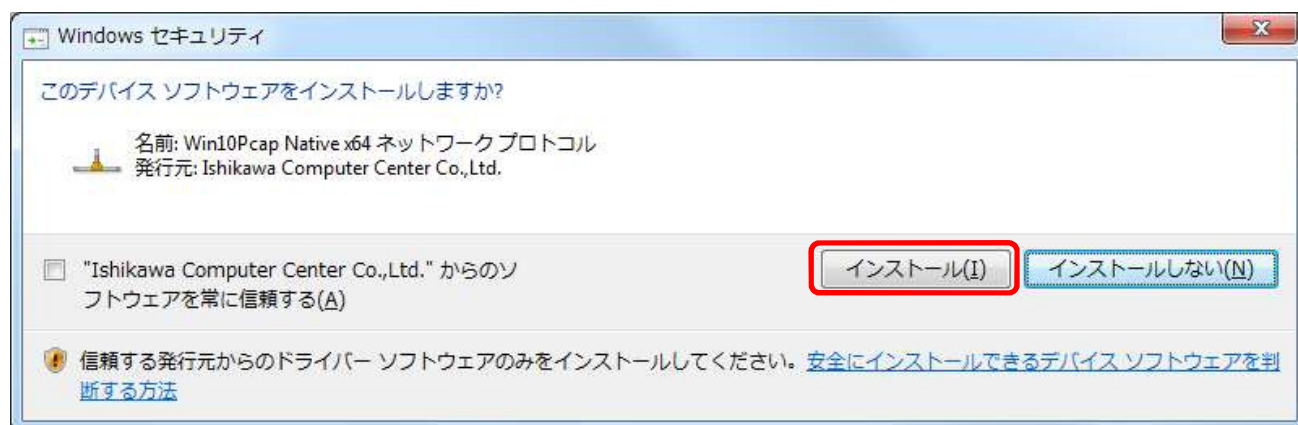 Windows セキュリティ
このデバイス ソフトウェアをインストールしますか?
名前: Win10Pcap Native x64 ネットワーク プロトコル
発行元: Ishikawa Computer Center Co.,Ltd.
"Ishikawa Computer Center Co.,Ltd." からのソ
フトウェアを常に信頼する(A)
インストール(I)
インストールしない(N)
信頼する発行元からのドライバー ソフトウェアのみをインストールしてください。安全にインストールできるデバイス ソフトウェアを判
断する方法